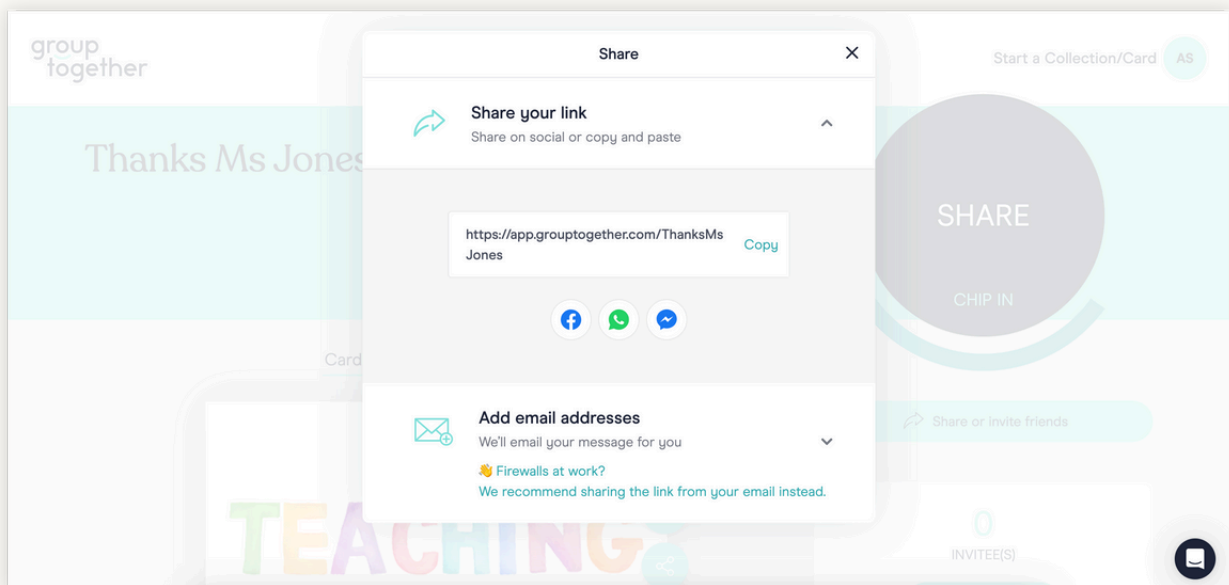 group
together
Start a Collection/Card
AS
Thanks Ms Jones
Share
Share your link
Share on social or copy and paste
https://app.grouptogether.com/ThanksMs
Jones
Copy
SHARE
CHIP IN
Card
Add email addresses
We'll email your message for you
👋 Firewalls at work?
We recommend sharing the link from your email instead.
Share or invite friends
TEACHING
0
INVITEE(S)